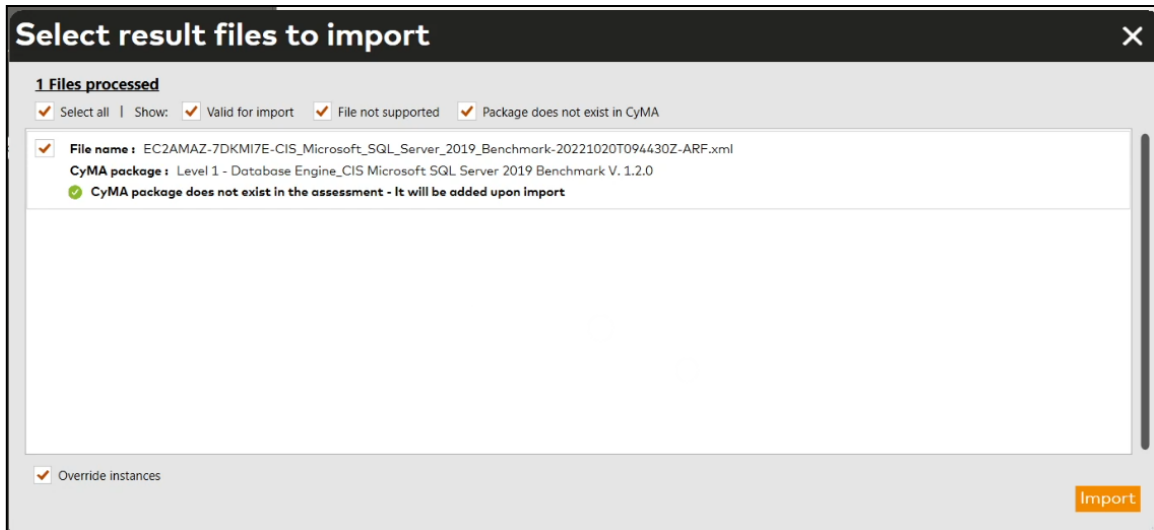 Select result files to import
1 Files processed
Select all | Show: Valid for import File not supported Package does not exist in CyMA
File name : EC2AMAZ-7DKMI7E-CIS_Microsoft_SQL_Server_2019_Benchmark-20221020T094430Z-ARF.xml
CyMA package : Level 1 - Database Engine_CIS Microsoft SQL Server 2019 Benchmark V. 1.2.0
CyMA package does not exist in the assessment - It will be added upon import
Override instances
Import